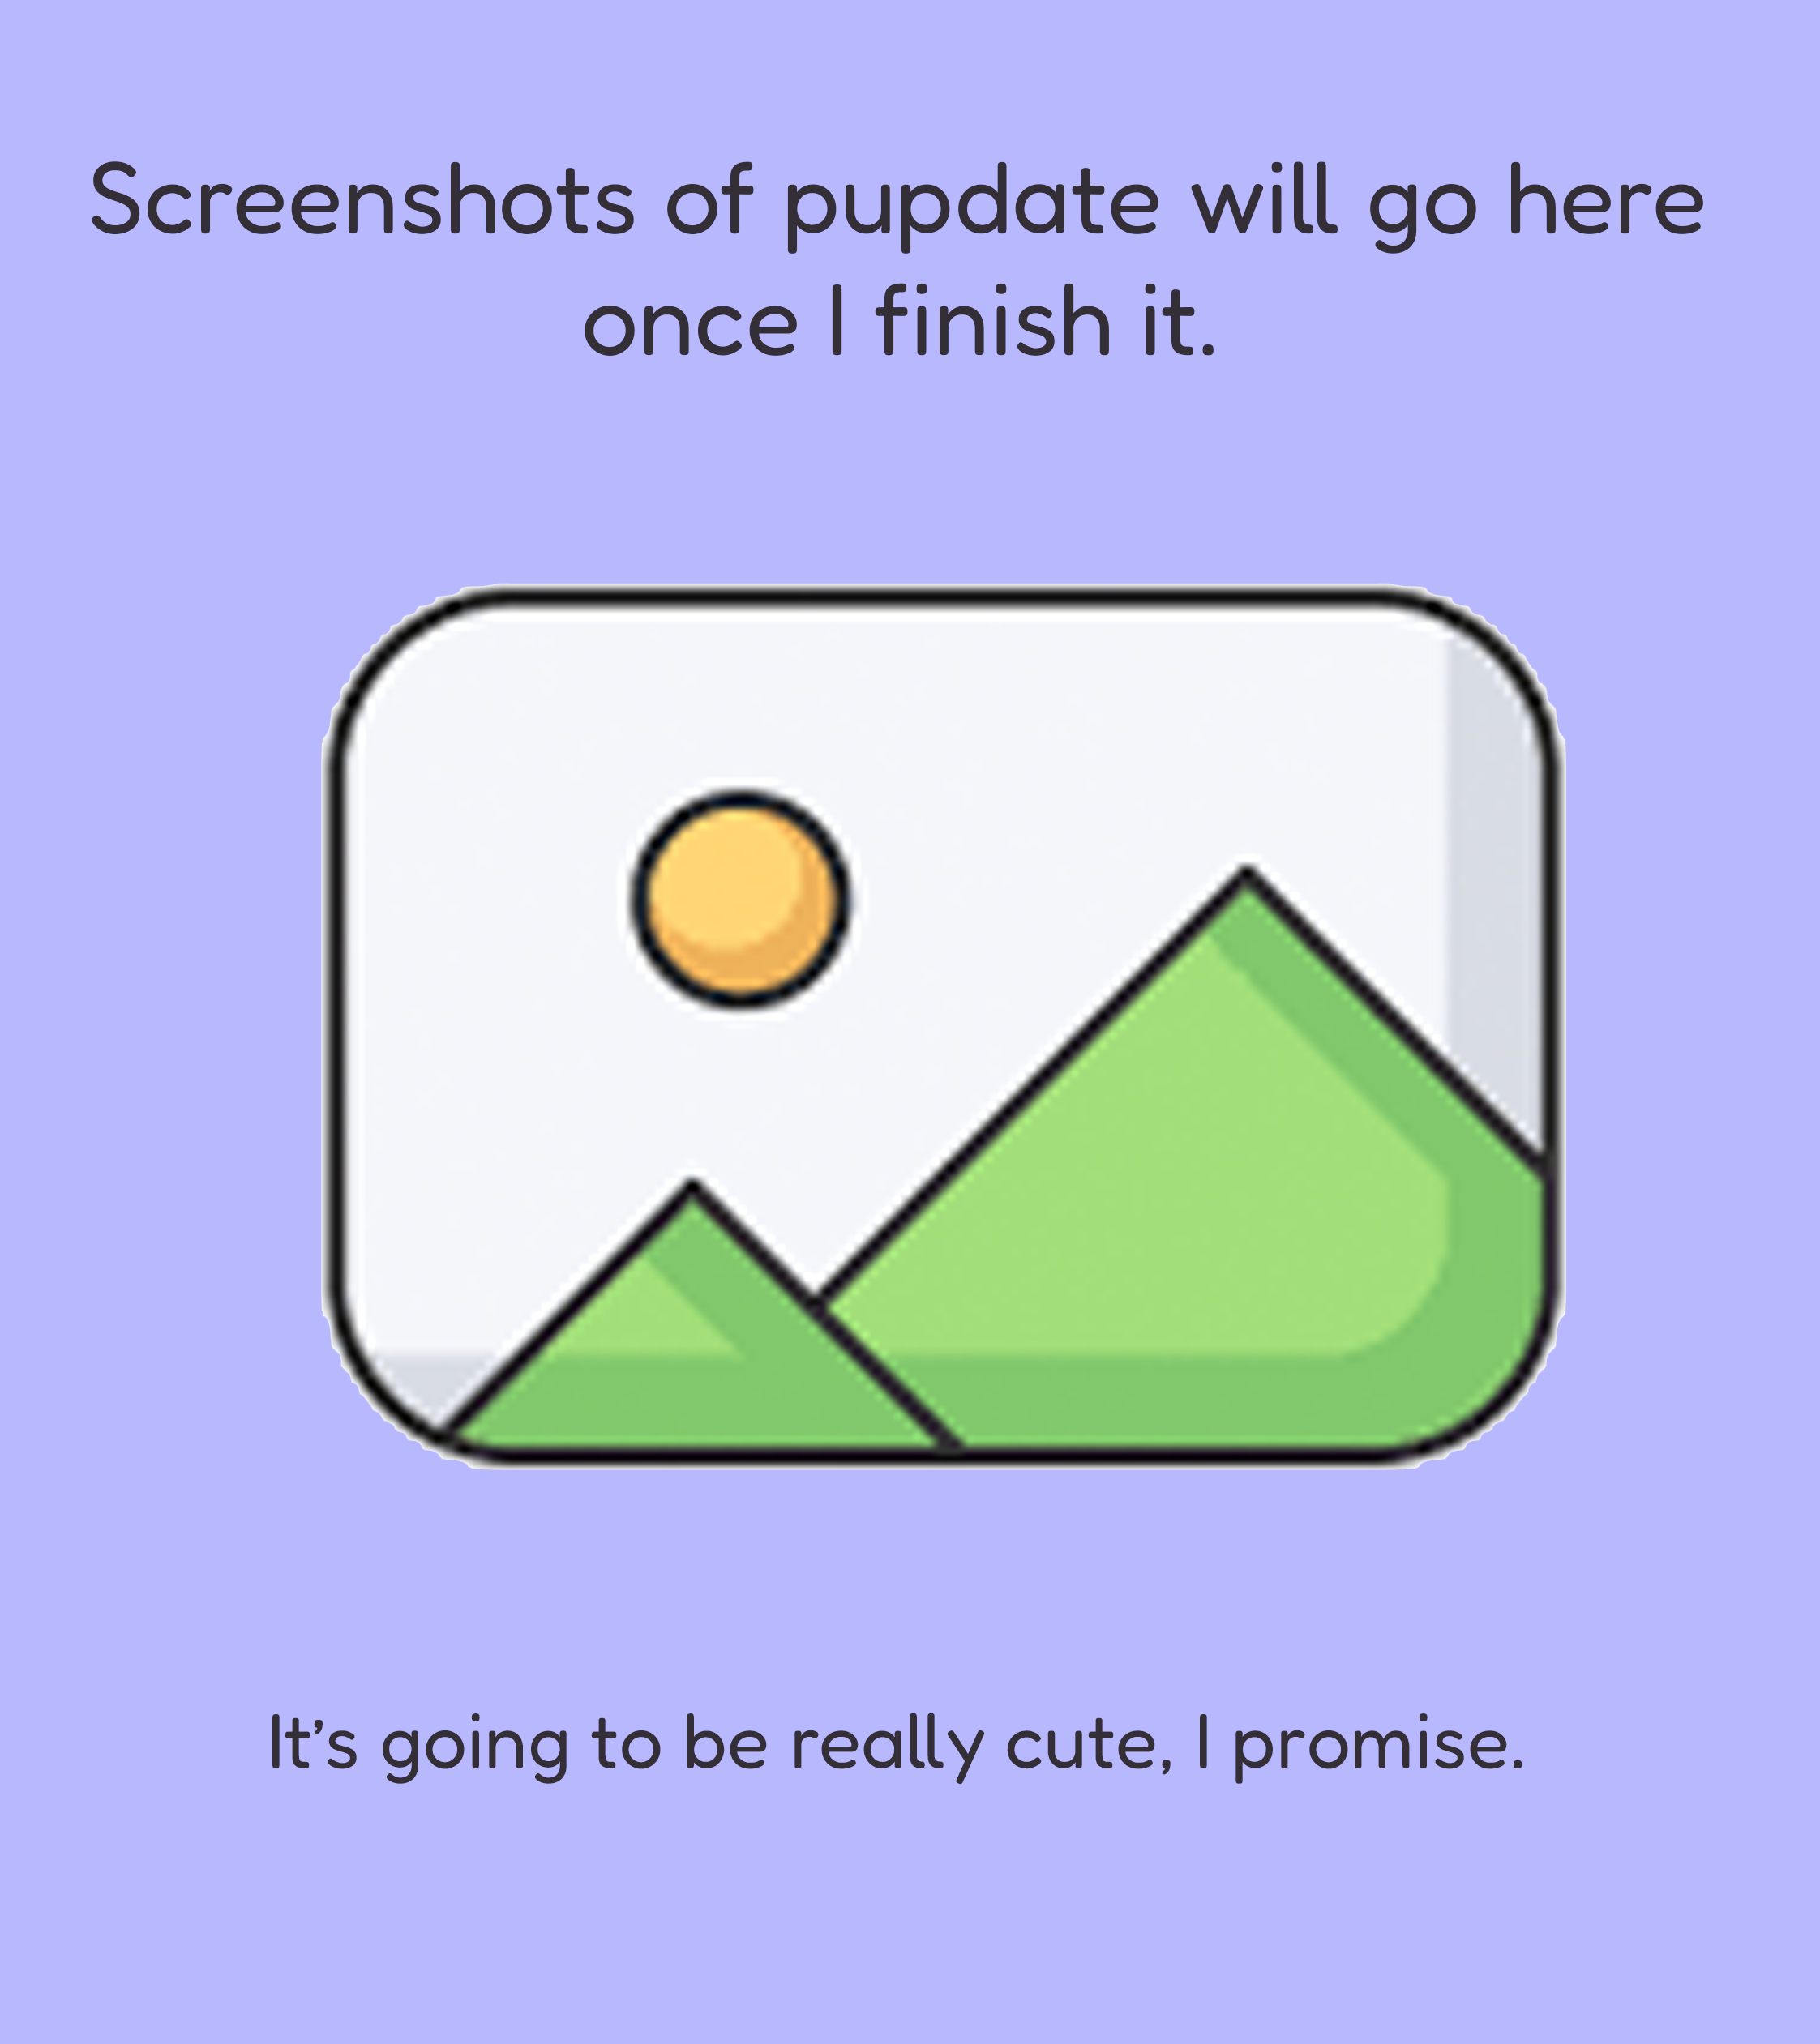 Screenshots of pupdate will go here
once I finish it.
It’s going to be really cute, I promise.